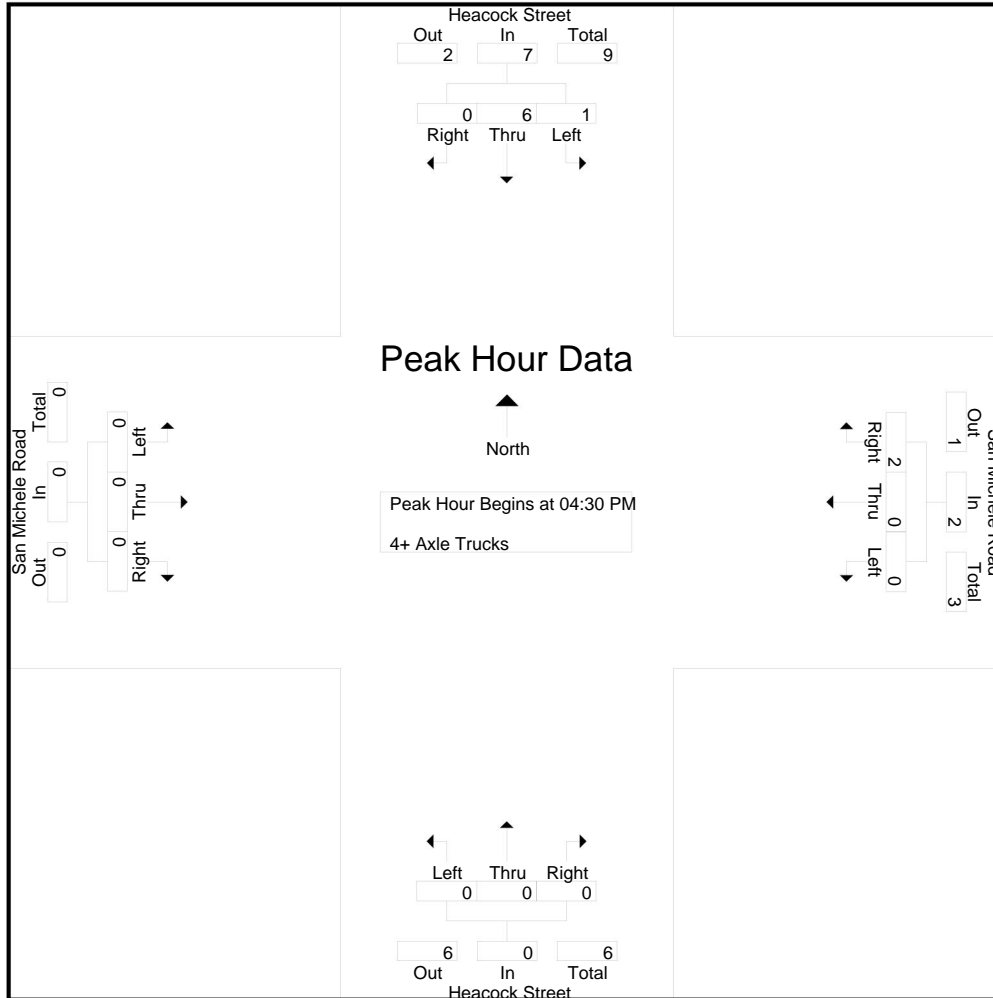 Heacock Street
Out In Total
2 7 9
0 6 1
Right Thru Left
Peak Hour Data
North
Peak Hour Begins at 04:30 PM
4+ Axle Trucks
San Michele Road
Out In Total
0 0 0
0 0 0
Right Thru Left
San Michele Road
Out In Total
1 2 3
2 0 0
Right Thru Left
Left Thru Right
0 0 0
6 0 6
Out In Total
Heacock Street